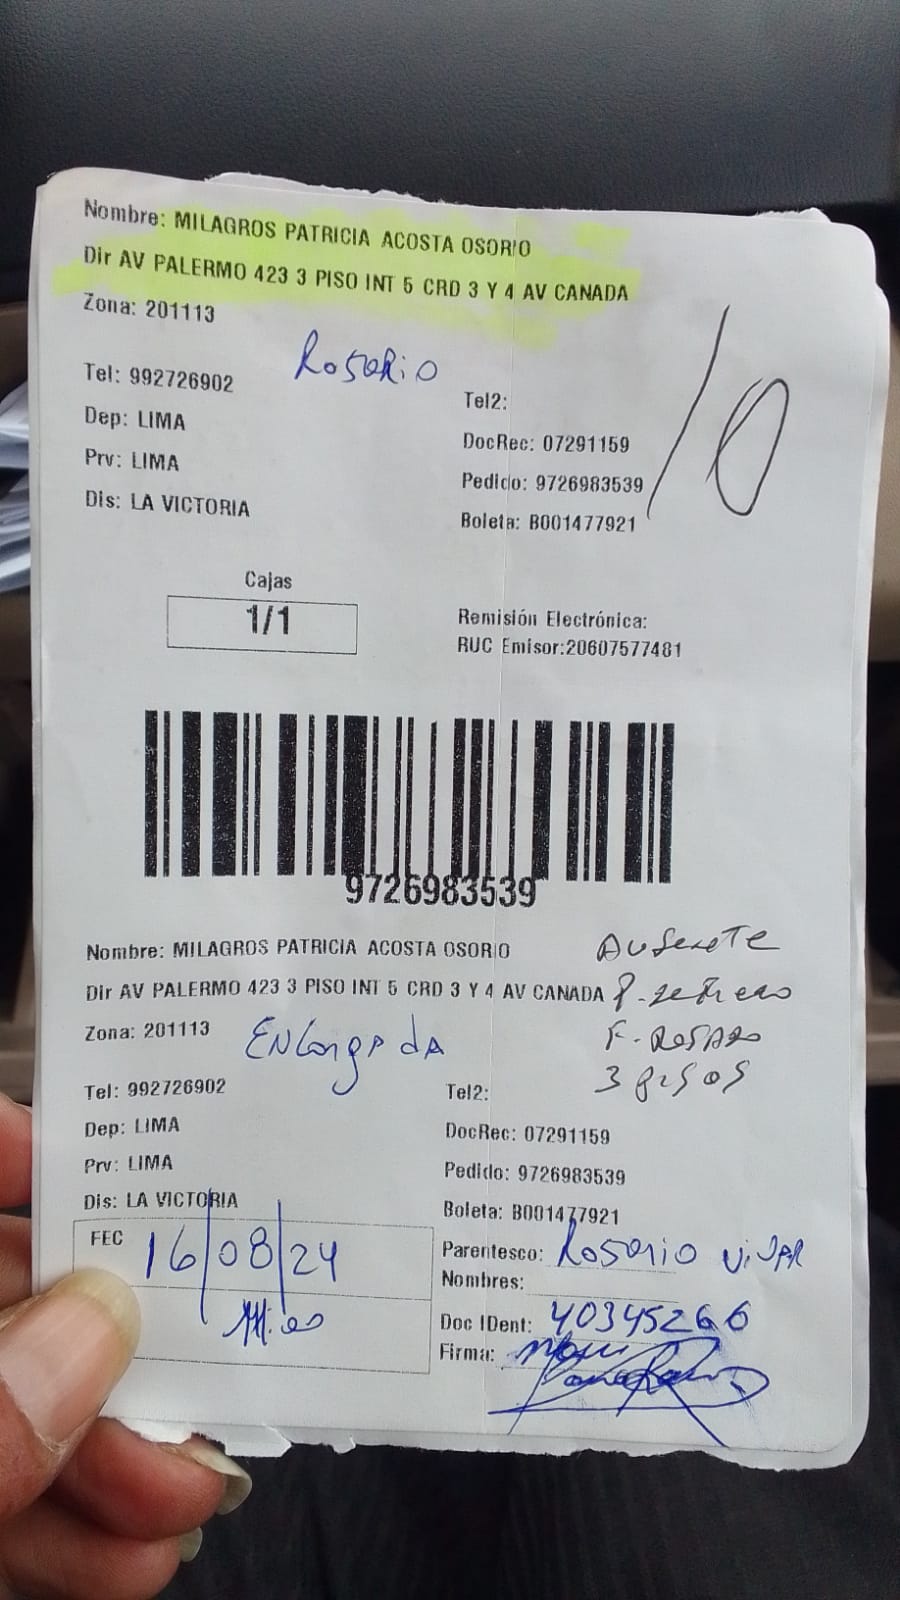 Nombre: MILAGROS PATRICIA ACOSTA OSORIO
Dir AV PALERMO 423 3 PISO INT 5 CRD 3 Y 4 AV CANADA
Zona: 201113
Rosario
10
Tel: 992726902
Tel2:
Dep: LIMA
DocRec: 07291159
Prv: LIMA
Pedido: 9726983539
Dis: LA VICTORIA
Boleta: B001477921
Cajas
1/1
Remisión Electrónica:
RUC Emisor:20607577481
9726983539
Nombre: MILAGROS PATRICIA ACOSTA OSORIO
Dir AV PALERMO 423 3 PISO INT 5 CRD 3 Y 4 AV CANADA
Zona: 201113
Encargada
3 pisos
Tel: 992726902
Tel2:
Dep: LIMA
DocRec: 07291159
Prv: LIMA
Pedido: 9726983539
Dis: LA VICTORIA
Boleta: B001477921
FEC 16/08/24
Parentesco: Rosario
Nombres:
Doc IDent: 40345266
Firma: